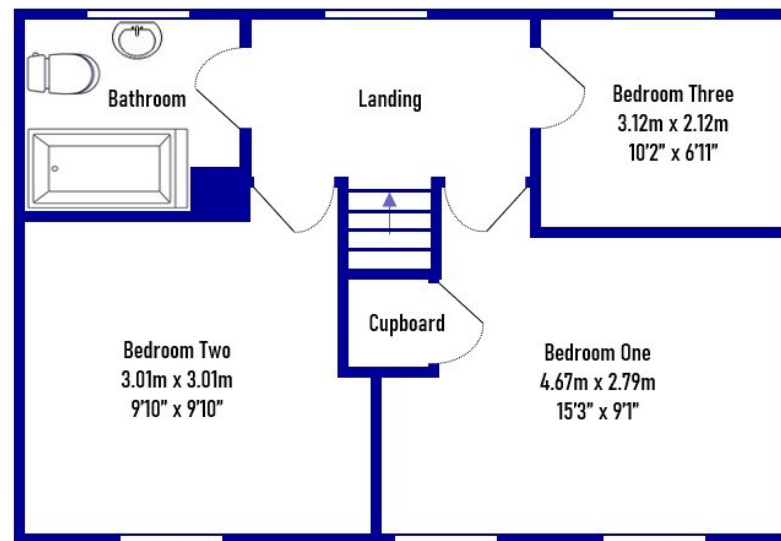 Bathroom
Landing
Bedroom Three
3.12m x 2.12m
10'2" x 6'11"
Cupboard
Bedroom Two
3.01m x 3.01m
9'10" x 9'10"
Bedroom One
4.67m x 2.79m
15'3" x 9'1"